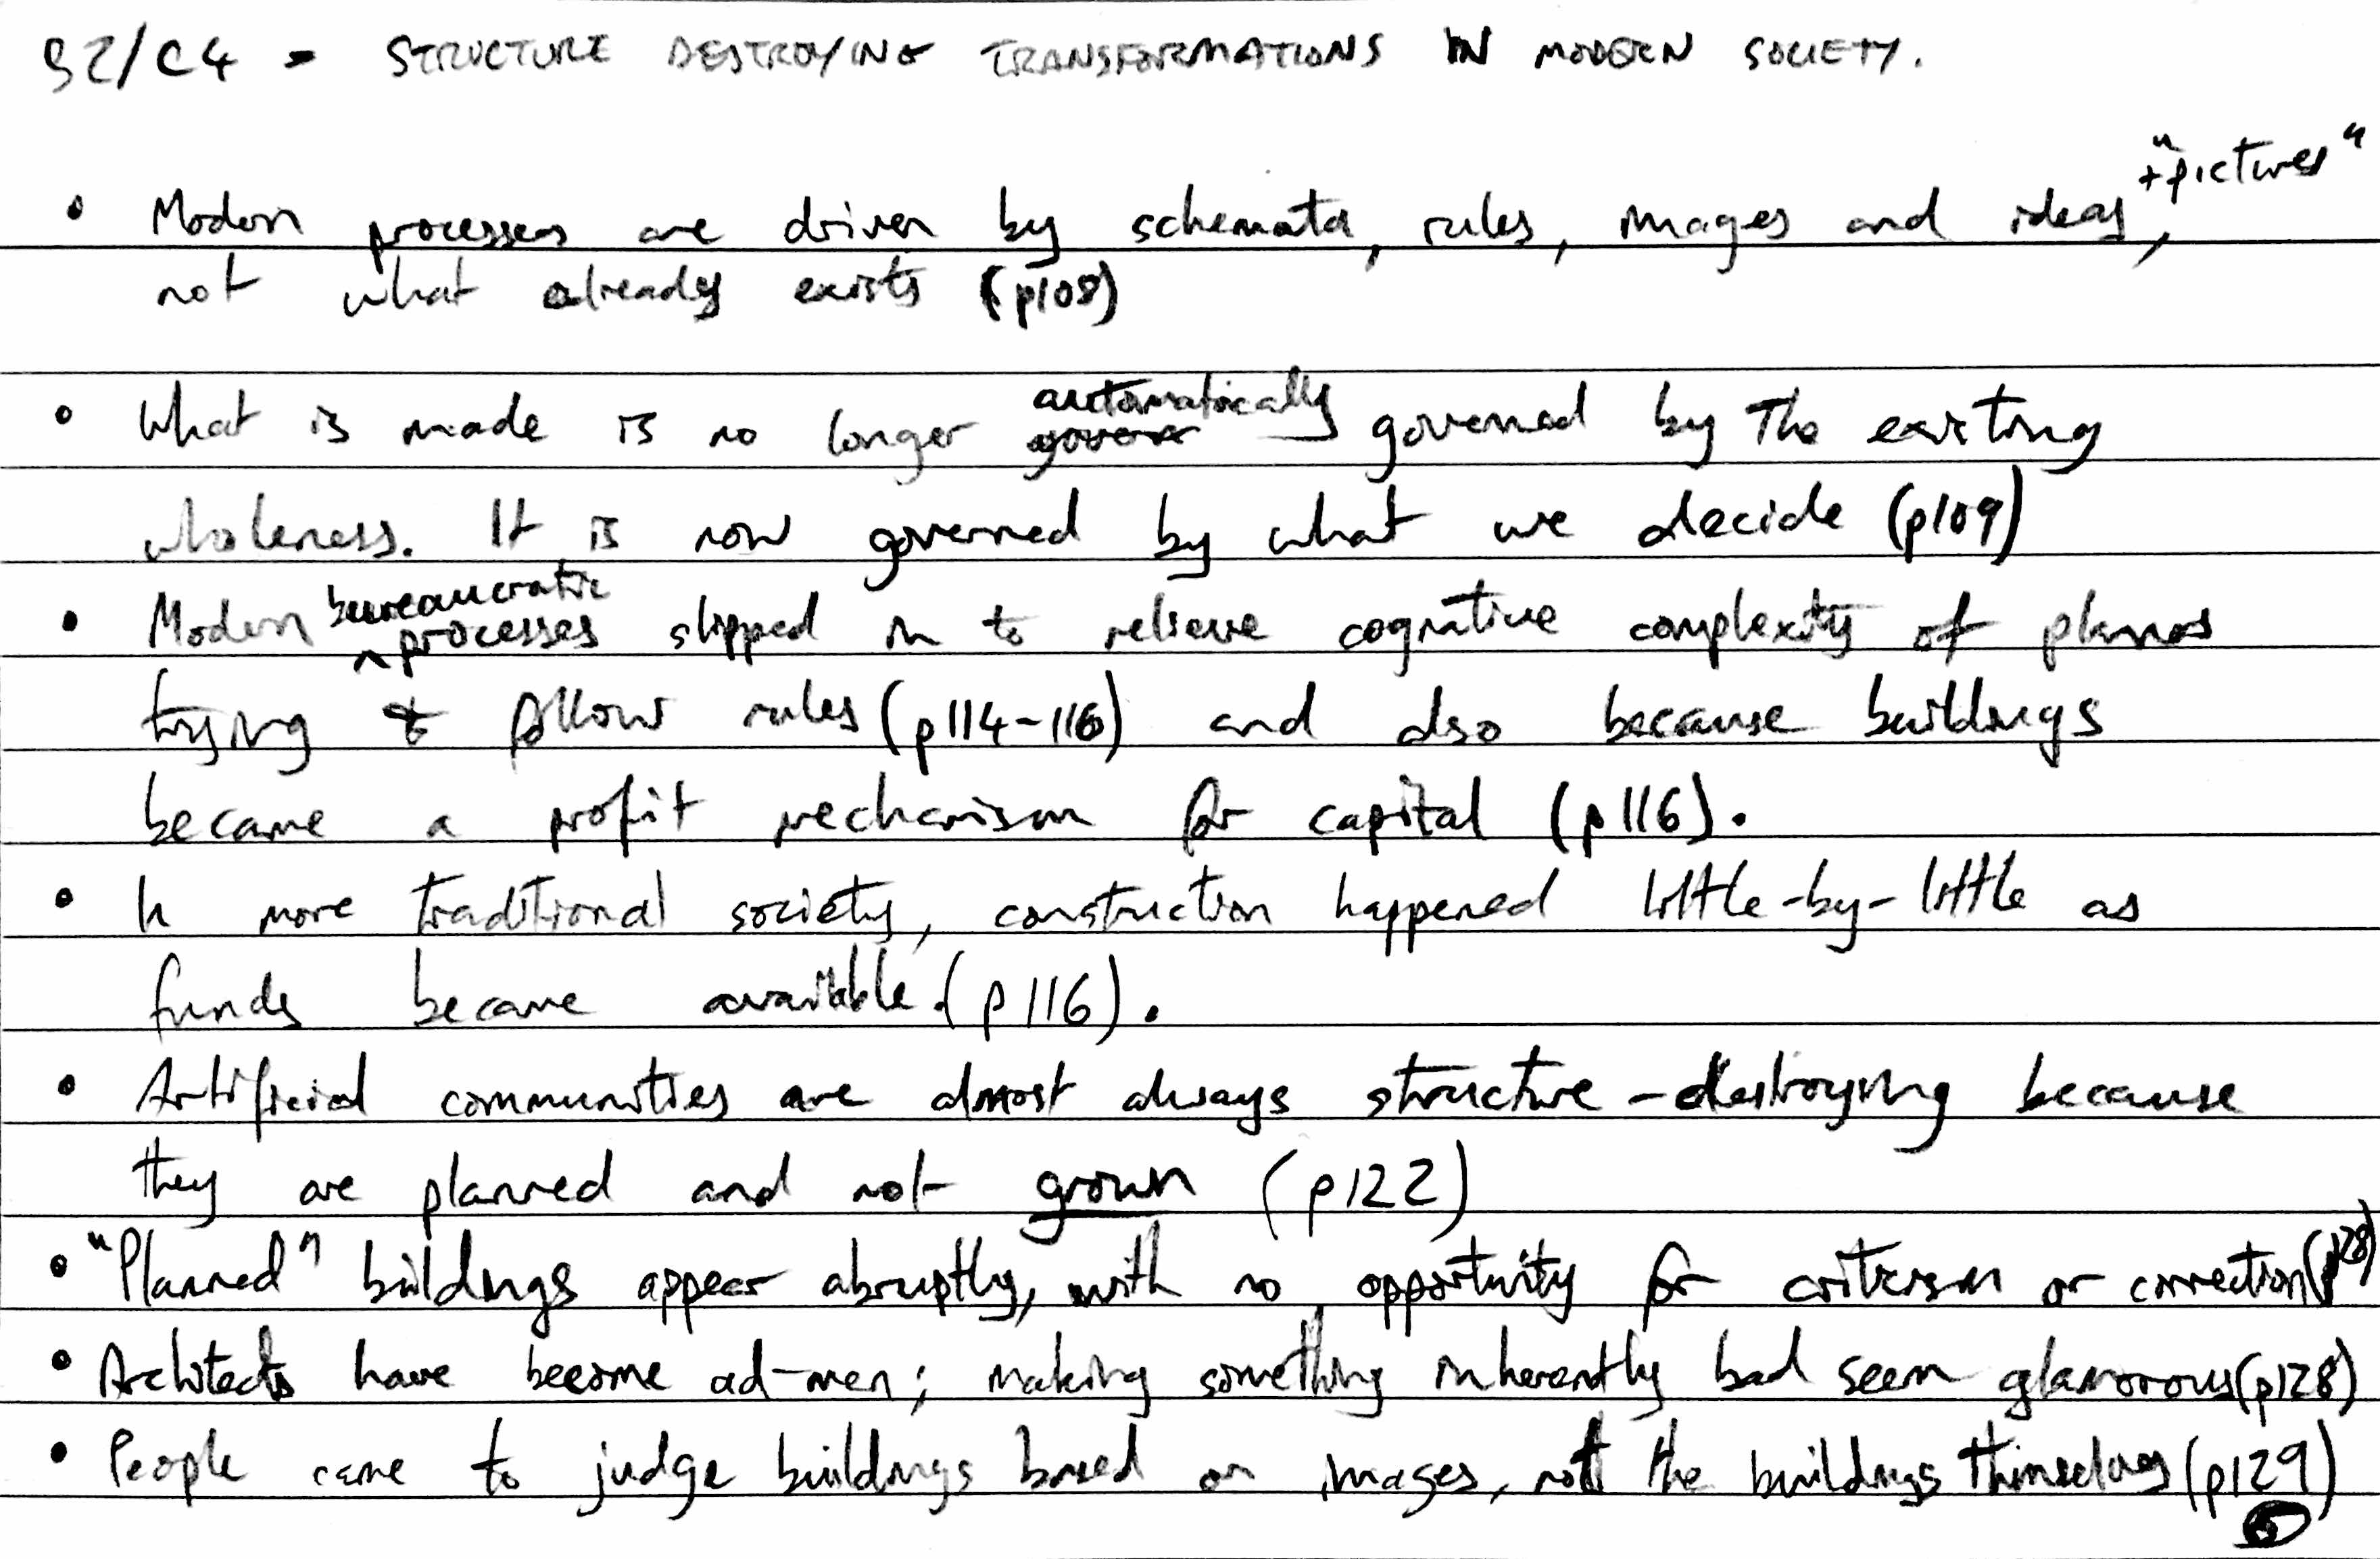 B2/C4 - STRUCTURE DESTROYING TRANSFORMATIONS IN MODERN SOCIETY.
• Modern processes are driven by schemata, rules, images and ideas, + "pictures"
not what already exists (p108)
• What is made is no longer automatically governed by the existing
wholeness. It is now governed by what we decide (p109)
• Modern bureaucratic processes slipped in to relieve cognitive complexity of planos
trying to follow rules (p114-116) and also because buildings
became a profit mechanism for capital (p116).
• In more traditional society, construction happened little-by-little as
funds became available. (p116).
• Artificial communities are almost always structure-destroying because
they are planned and not grown (p122)
• "Planned" buildings appear abruptly, with no opportunity for criticism or correction (p128)
• Architects have become ad-men; making something inherently bad seem glamorous (p128)
• People came to judge buildings based on images, not the buildings themselves (p129)